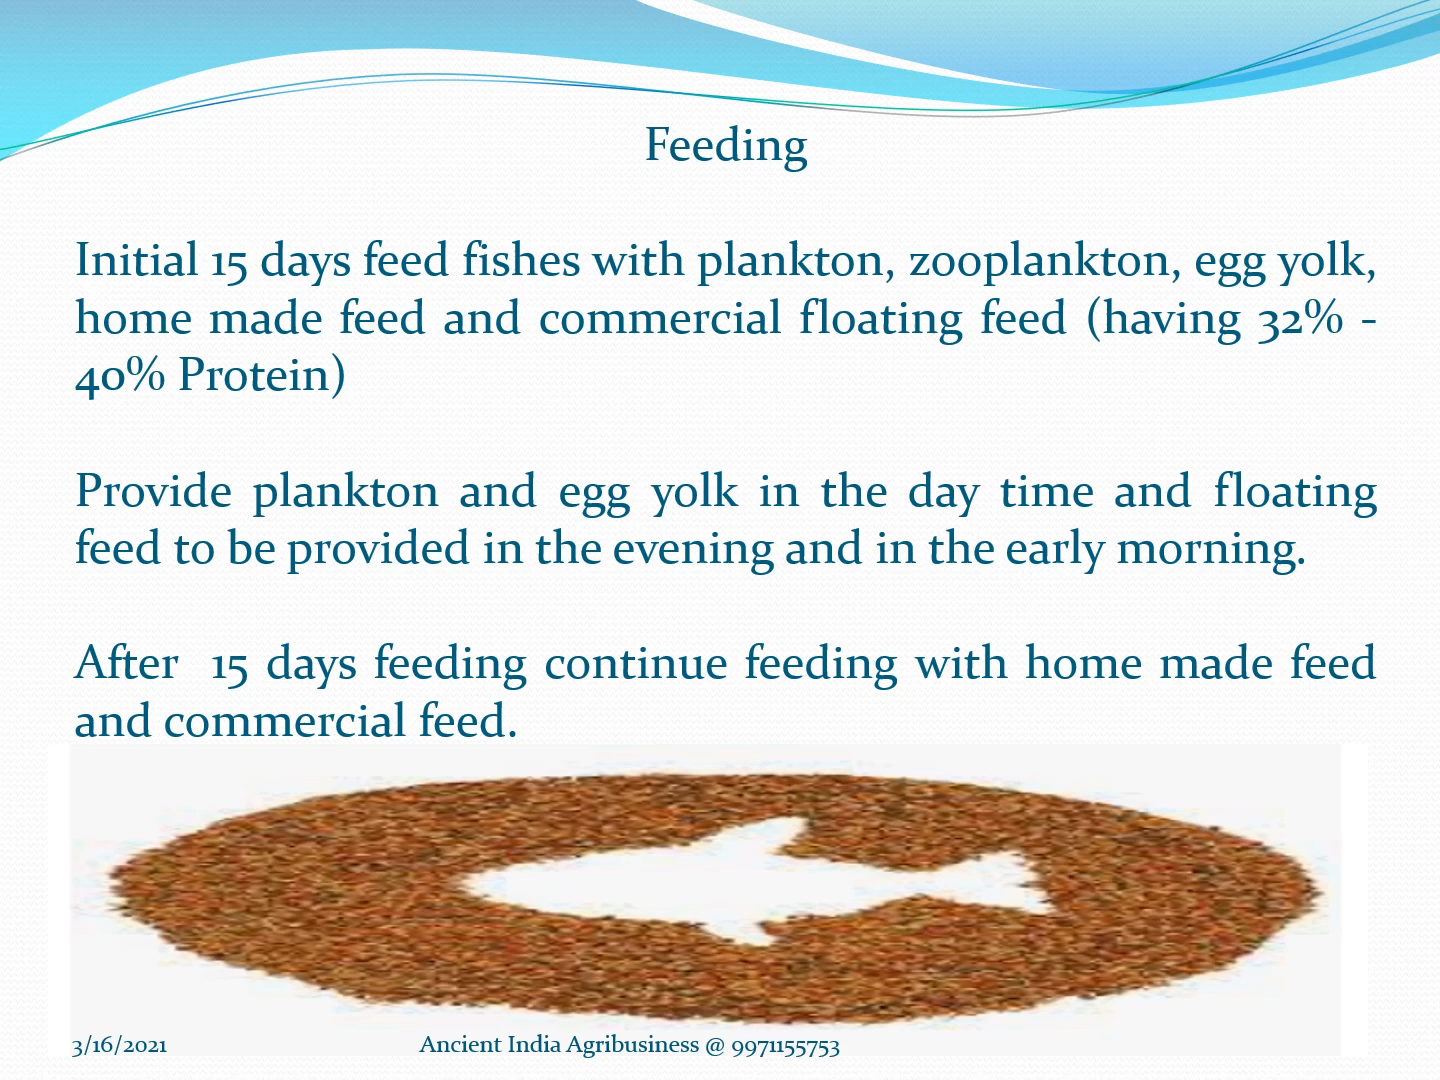 Feeding
Initial 15 days feed fishes with plankton, zooplankton, egg yolk,
home made feed and commercial floating feed (having 32% -
40% Protein)
Provide plankton and egg yolk in the day time and floating
feed to be provided in the evening and in the early morning.
After 15 days feeding continue feeding with home made feed
and commercial feed.
3/16/2021
Ancient India Agribusiness @ 9971155753